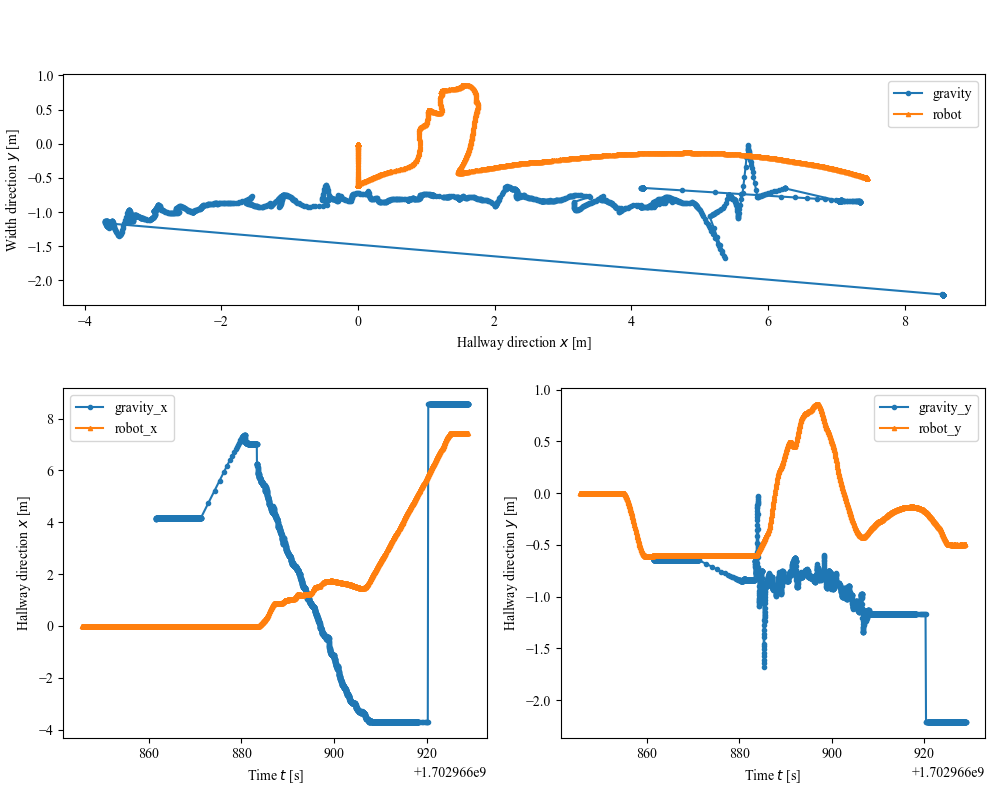 1.0
0.5
0.0
−0.5
−1.0
−1.5
−2.0
Width direction y [m]
gravity
robot
−4
−2
0
2
4
6
8
Hallway direction x [m]
8
6
4
2
0
−2
−4
Hallway direction x [m]
gravity_x
robot_x
860
880
900
920
+1.702966e9
Time t [s]
1.0
0.5
0.0
−0.5
−1.0
−1.5
−2.0
Hallway direction y [m]
gravity_y
robot_y
860
880
900
920
+1.702966e9
Time t [s]